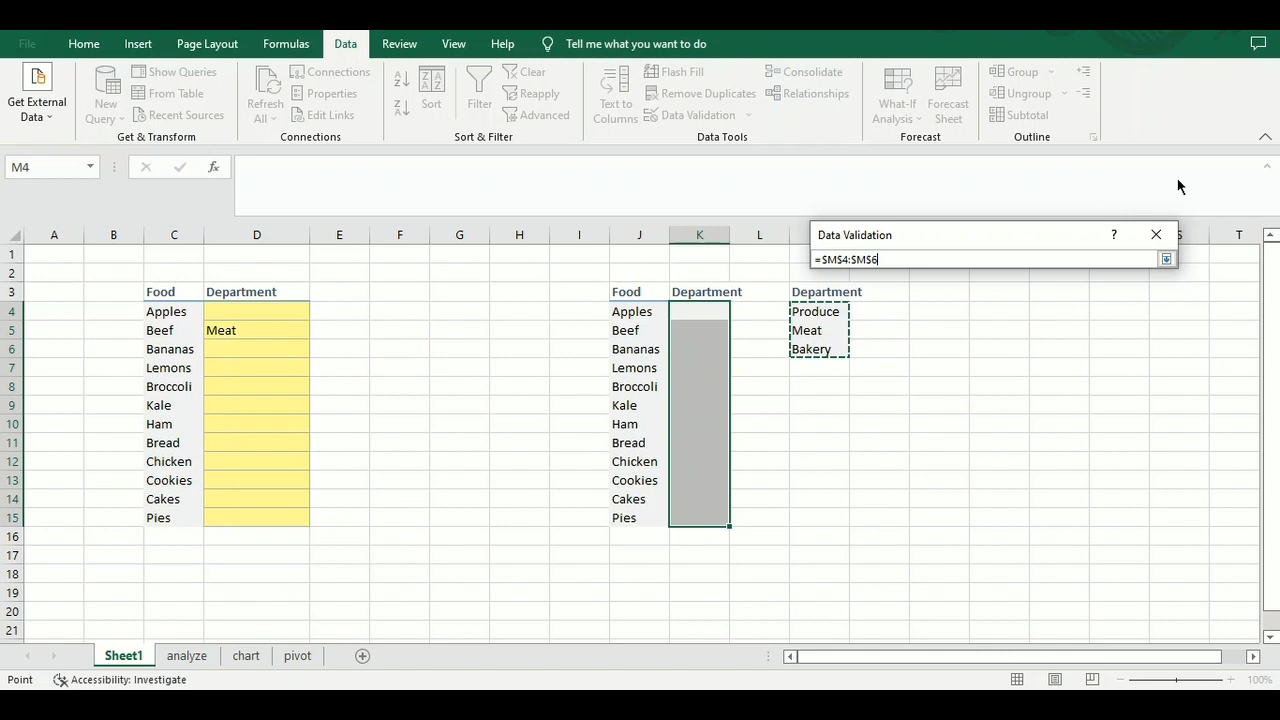 File Home Insert Page Layout Formulas Data Review View Help Tell me what you want to do
Get External Data
New Query
Show Queries
From Table
Recent Sources
Get & Transform
Refresh All
Connections
Properties
Edit Links
Connections
Sort
Filter
Clear
Reapply
Advanced
Sort & Filter
Text to Columns
Flash Fill
Remove Duplicates
Data Validation
Consolidate
Relationships
Data Tools
What-If Analysis
Forecast Sheet
Forecast
Group
Ungroup
Subtotal
Outline
M4 fx
Data Validation ?
=$M$4:$M$6
A B C D E F G H I J K L S T
1
2
3 Food Department Food Department Department
4 Apples Apples Produce
5 Beef Meat Beef Meat
6 Bananas Bananas Bakery
7 Lemons Lemons
8 Broccoli Broccoli
9 Kale Kale
10 Ham Ham
11 Bread Bread
12 Chicken Chicken
13 Cookies Cookies
14 Cakes Cakes
15 Pies Pies
16
17
18
19
20
21
Sheet1 analyze chart pivot
Point Accessibility: Investigate 100%